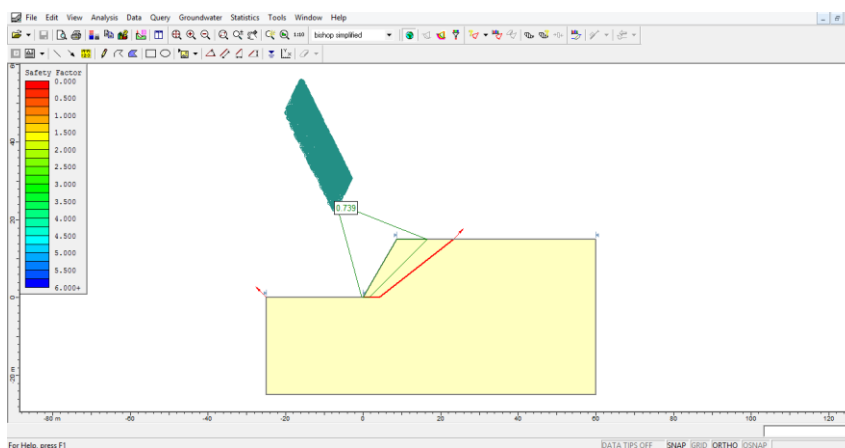 File Edit View Analysis Data Query Groundwater Statistics Tools Window Help
bishop simplified
Safety Factor
0.000
0.500
1.000
1.500
2.000
2.500
3.000
3.500
4.000
4.500
5.000
5.500
6.000+
60
40
20
0
-20
m
0.739
-80 m -60 -40 -20 0 20 40 60 80 100 120
For Help, press F1
DATA TIPS OFF SNAP GRID ORTHO OSNAP